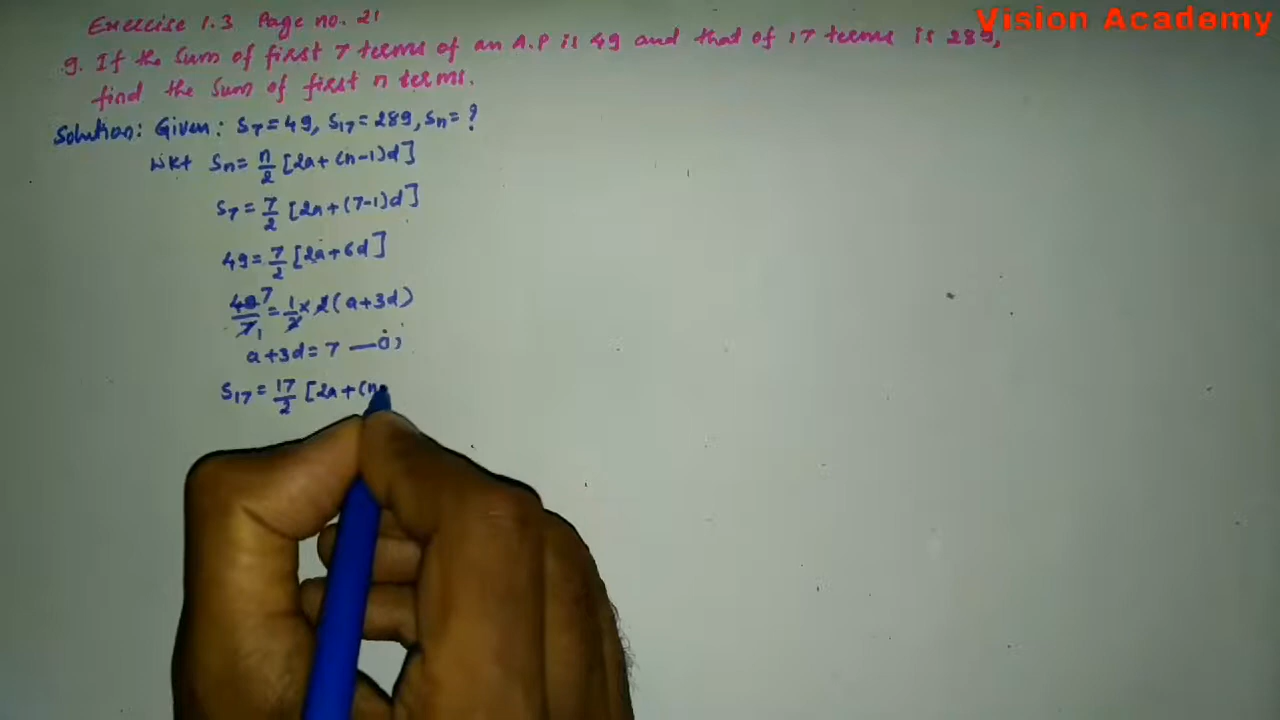 Vision Academy
Exercise 1.3 Page no. 21
9. If the sum of first 7 terms of an A.P is 49 and that of 17 terms is 289,
find the sum of first n terms.
Solution: Given: S₇=49, S₁₇=289, Sₙ=?
WKT Sₙ= n/2 [2a+(n-1)d]
S₇= 7/2 [2a+(7-1)d]
49= 7/2 [2a+6d]
49/7 7/1 = 1/2 × 2(a+3d)
a+3d=7 —(i)
S₁₇= 17/2 [2a+(n